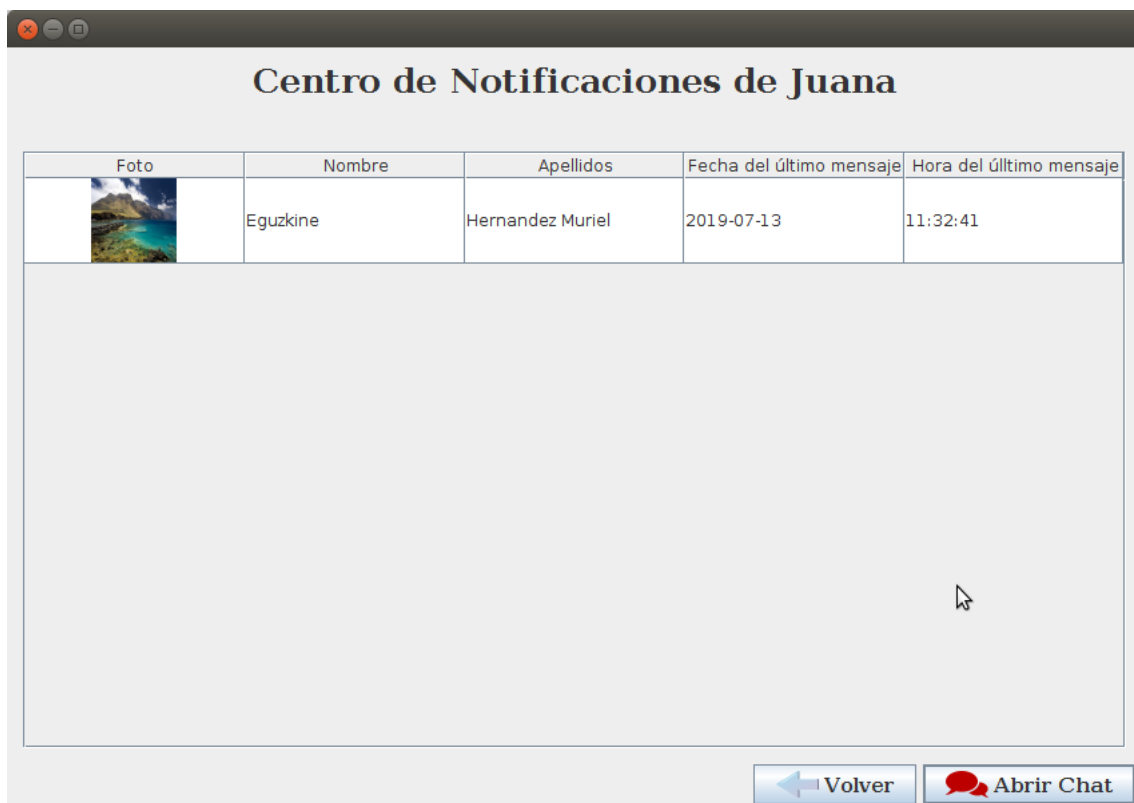 Centro de Notificaciones de Juana
Foto Nombre Apellidos Fecha del último mensaje Hora del úlltimo mensaje
Eguzkine Hernandez Muriel 2019-07-13 11:32:41
Volver Abrir Chat